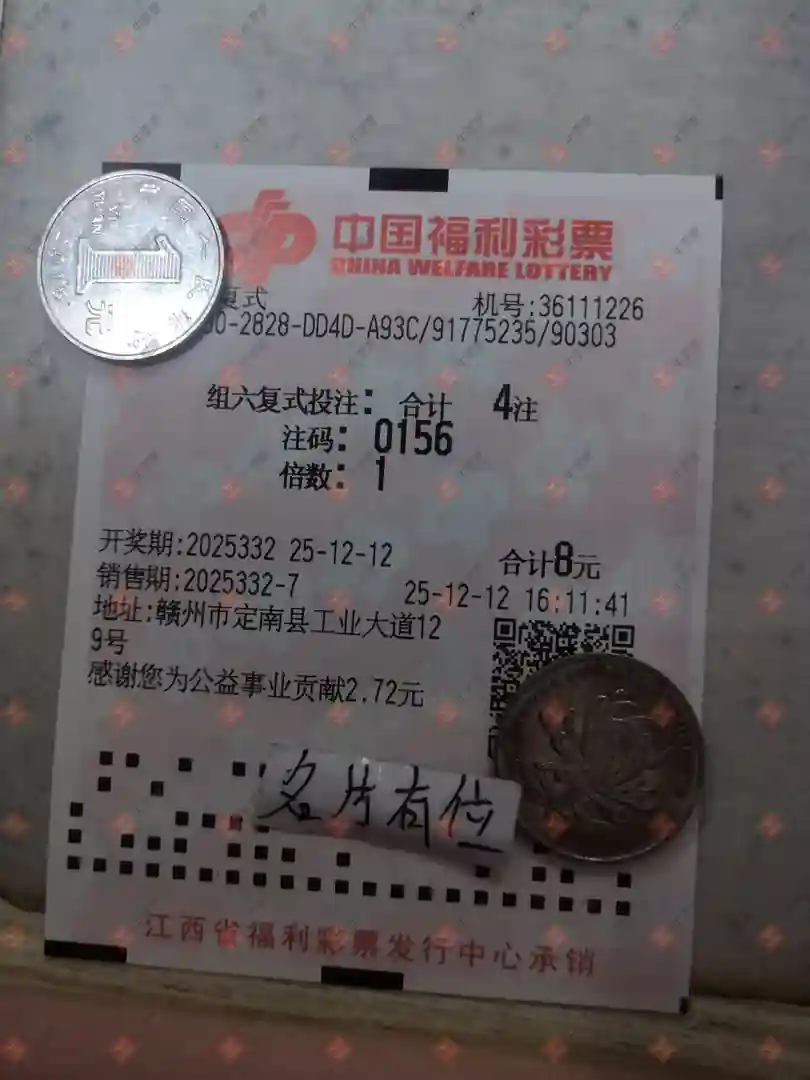 中国福利彩票
CHINA WELFARE LOTTERY
复式
机号:36111226
0-2828-DD4D-A93C/91775235/90303
组六复式投注: 合计 4注
注码: 0156
倍数: 1
开奖期:2025332 25-12-12
合计8元
销售期:2025332-7
25-12-12 16:11:41
地址:赣州市定南县工业大道12
9号
感谢您为公益事业贡献2.72元
名片有位
江西省福利彩票发行中心承销
YI YUAN
元